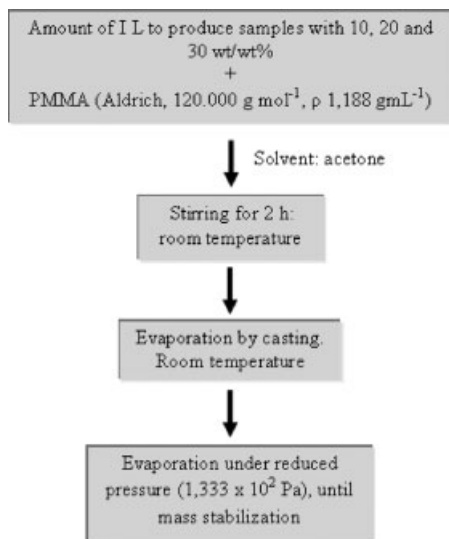 Amount of I L to produce samples with 10, 20 and
30 wt/wt%
+
PMMA (Aldrich, 120.000 g mol⁻¹, ρ 1,188 gmL⁻¹)
Solvent: acetone
Stirring for 2 h:
room temperature
Evaporation by casting.
Room temperature
Evaporation under reduced
pressure (1,333 x 10² Pa), until
mass stabilization